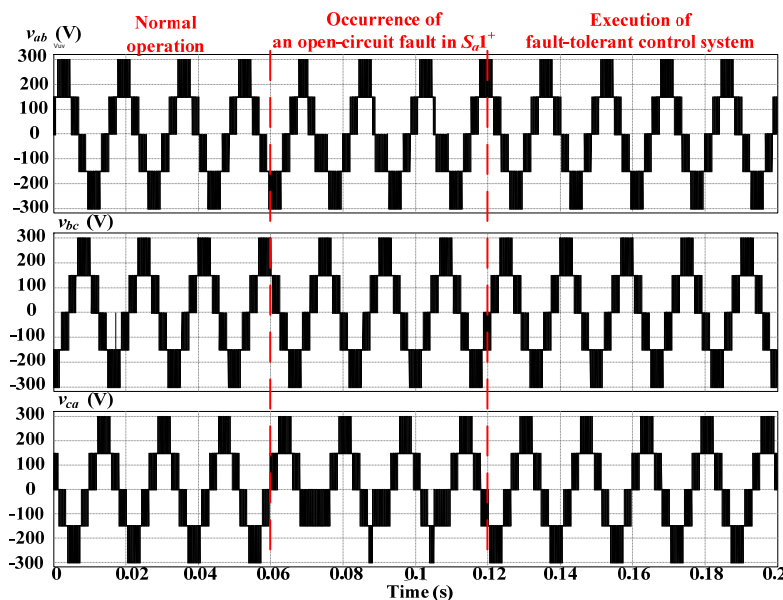 Normal operation
Occurrence of an open-circuit fault in Sₐ1⁺
Execution of fault-tolerant control system
v_ab (V)
Vuv
300
200
100
0
-100
-200
-300
v_bc (V)
300
200
100
0
-100
-200
-300
v_ca (V)
300
200
100
0
-100
-200
-300
0 0.02 0.04 0.06 0.08 0.1 0.12 0.14 0.16 0.18 0.2
Time (s)